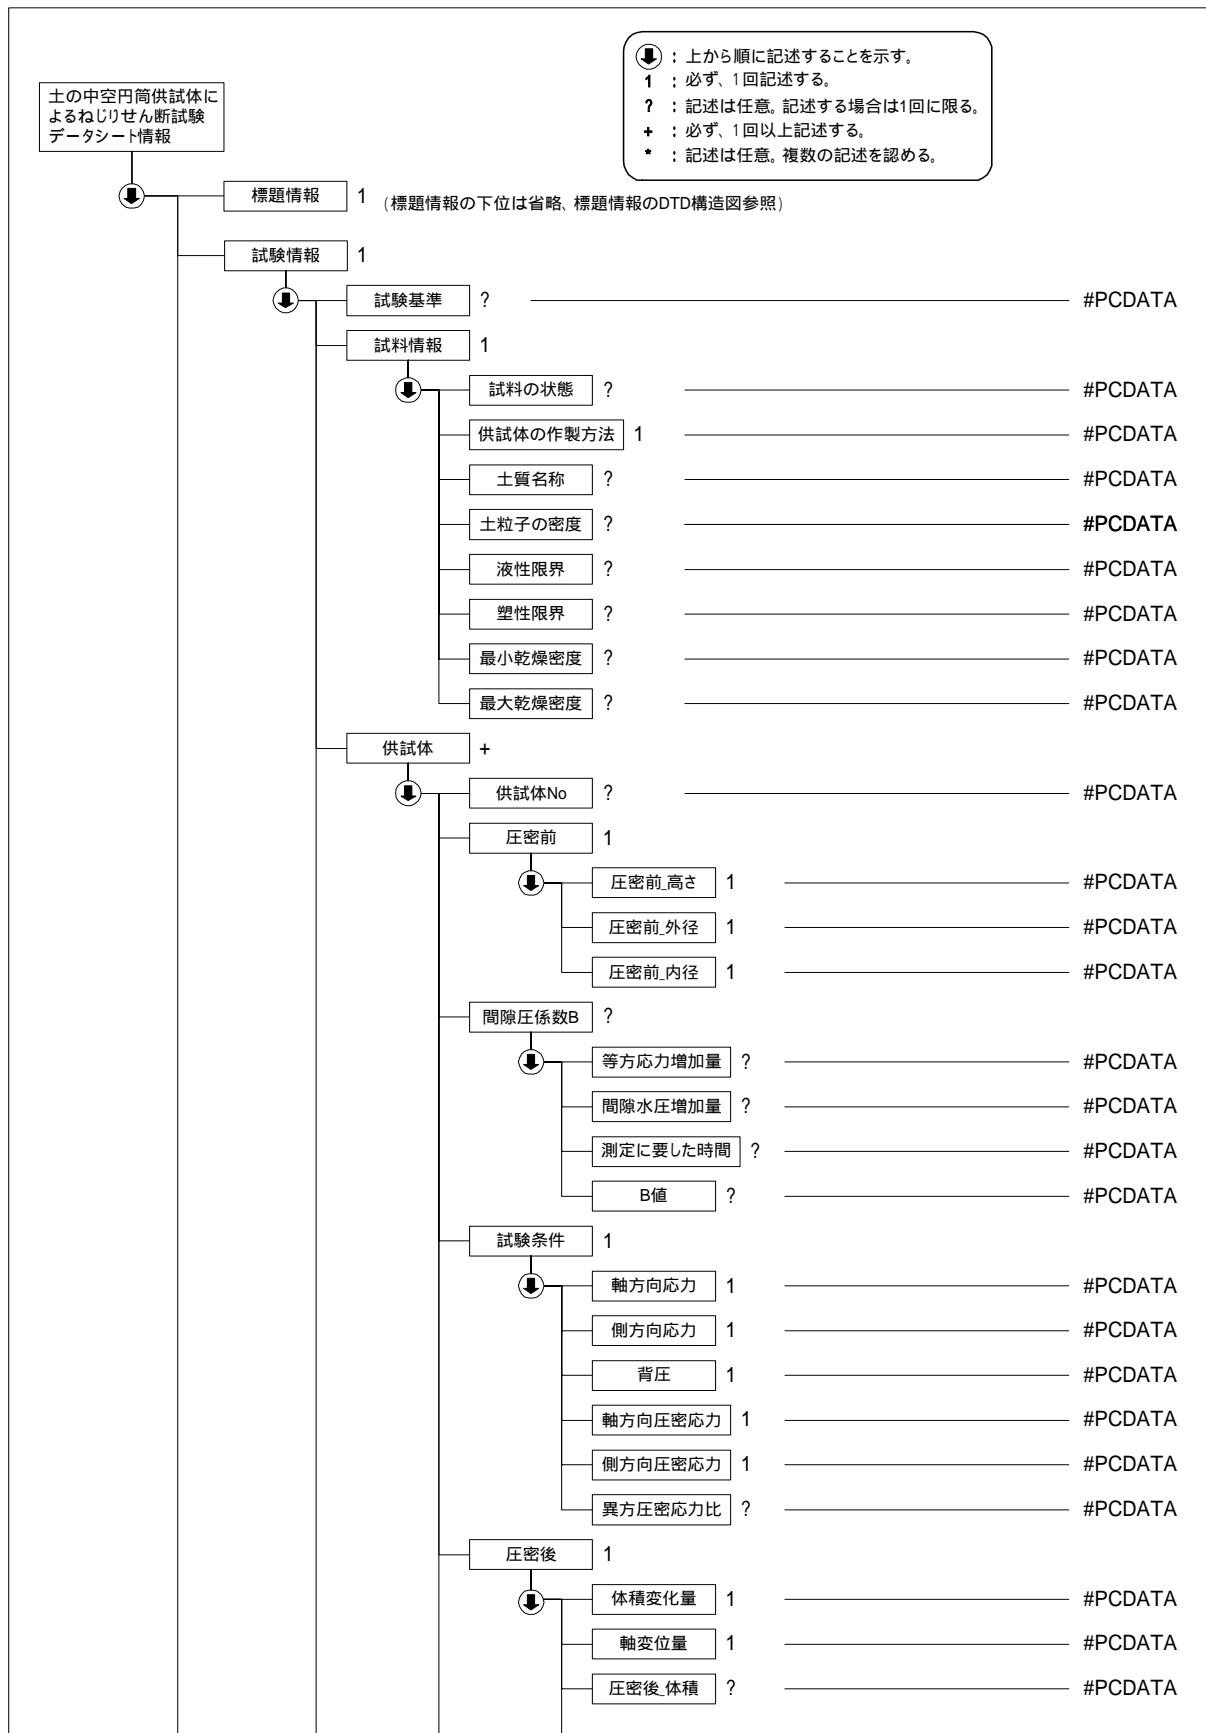 ：上から順に記述することを示す。
1 ：必ず、1回記述する。
? ：記述は任意。記述する場合は1回に限る。
+ ：必ず、1回以上記述する。
* ：記述は任意。複数の記述を認める。
土の中空円筒供試体に
よるねじりせん断試験
データシート情報
標題情報 1 (標題情報の下位は省略、標題情報のDTD構造図参照)
試験情報 1
試験基準 ? #PCDATA
試料情報 1
試料の状態 ? #PCDATA
供試体の作製方法 1 #PCDATA
土質名称 ? #PCDATA
土粒子の密度 ? #PCDATA
液性限界 ? #PCDATA
塑性限界 ? #PCDATA
最小乾燥密度 ? #PCDATA
最大乾燥密度 ? #PCDATA
供試体 +
供試体No ? #PCDATA
圧密前 1
圧密前_高さ 1 #PCDATA
圧密前_外径 1 #PCDATA
圧密前_内径 1 #PCDATA
間隙圧係数B ?
等方応力増加量 ? #PCDATA
間隙水圧増加量 ? #PCDATA
測定に要した時間 ? #PCDATA
B値 ? #PCDATA
試験条件 1
軸方向応力 1 #PCDATA
側方向応力 1 #PCDATA
背圧 1 #PCDATA
軸方向圧密応力 1 #PCDATA
側方向圧密応力 1 #PCDATA
異方圧密応力比 ? #PCDATA
圧密後 1
体積変化量 1 #PCDATA
軸変位量 1 #PCDATA
圧密後_体積 ? #PCDATA